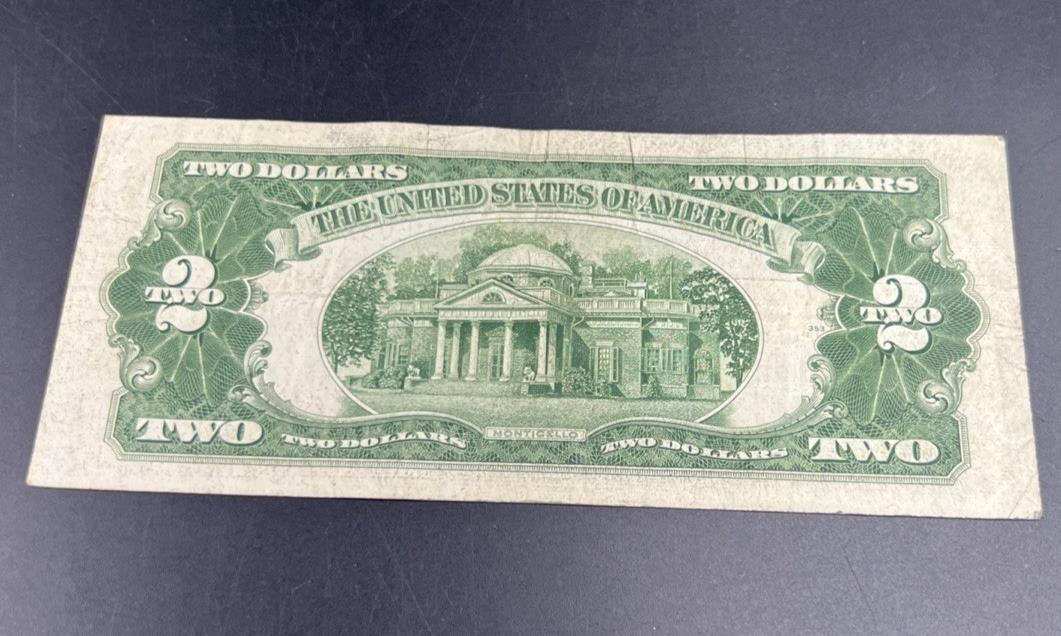 TWO DOLLARS
TWO DOLLARS
THE UNITED STATES OF AMERICA
2
TWO
2
TWO
353
TWO
TWO DOLLARS
MONTICELLO
TWO DOLLARS
TWO